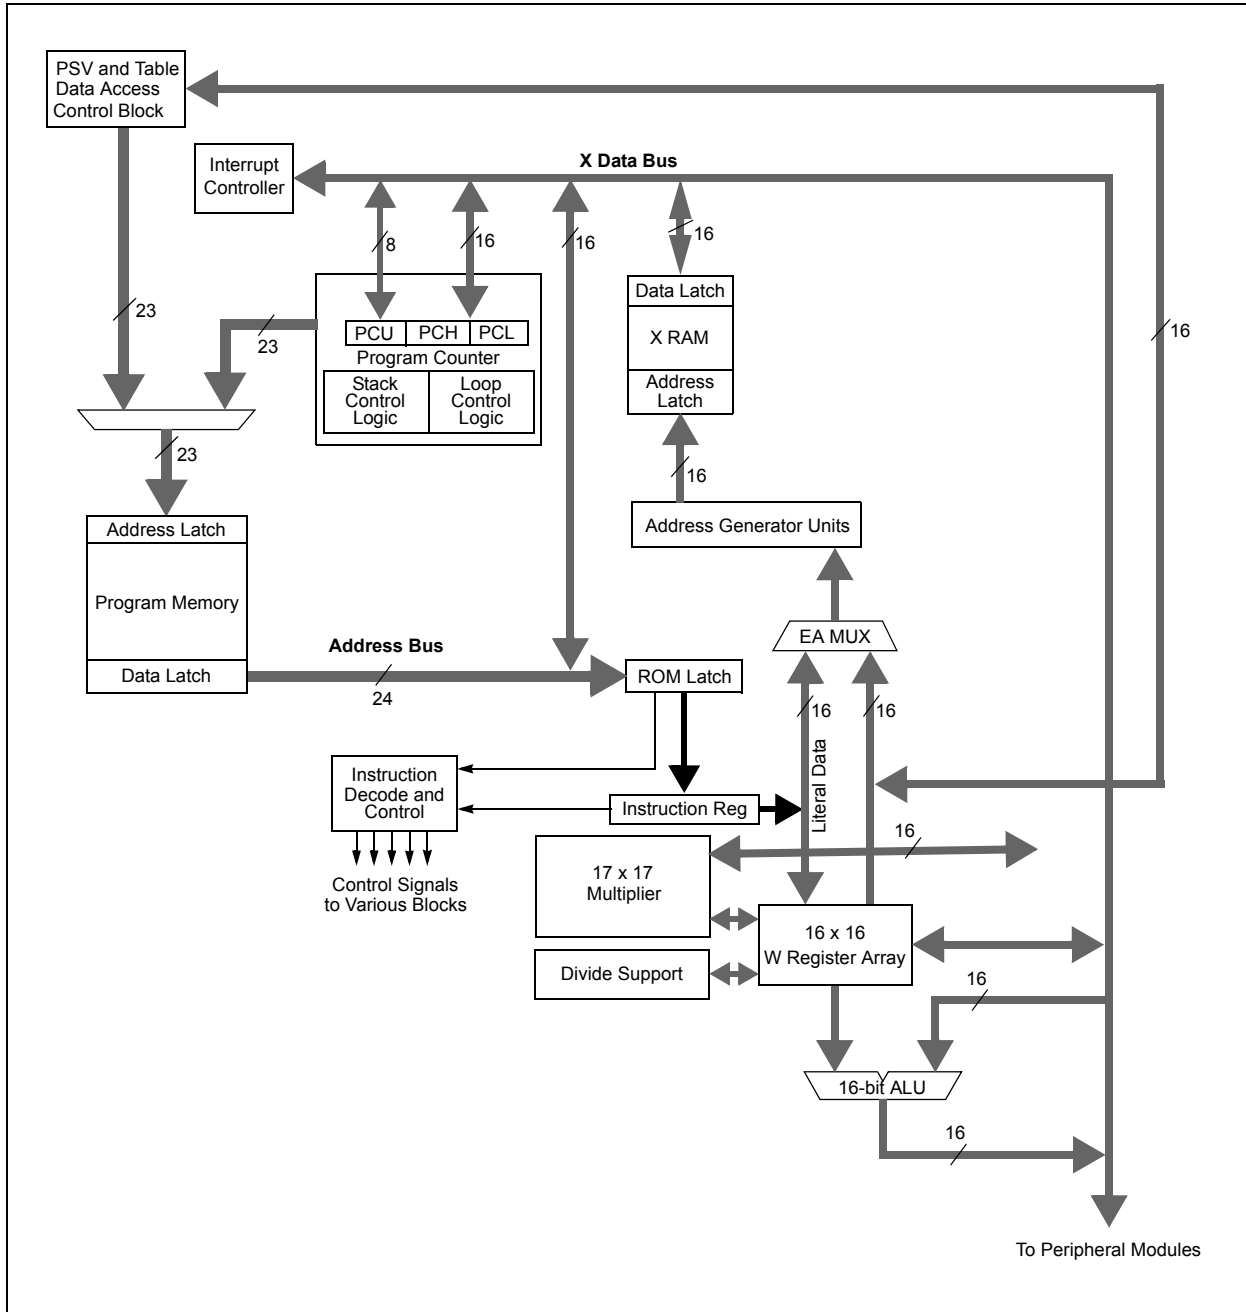 PSV and Table
Data Access
Control Block
Interrupt
Controller
X Data Bus
8
16
16
16
16
23
23
PCU
PCH
PCL
Program Counter
Stack
Control
Logic
Loop
Control
Logic
Data Latch
X RAM
Address
Latch
23
16
Address Latch
Program Memory
Data Latch
Address Generator Units
EA MUX
Address Bus
24
ROM Latch
16
16
Literal Data
Instruction
Decode and
Control
Instruction Reg
Control Signals
to Various Blocks
17 x 17
Multiplier
16
16 x 16
W Register Array
Divide Support
16
16-bit ALU
16
To Peripheral Modules